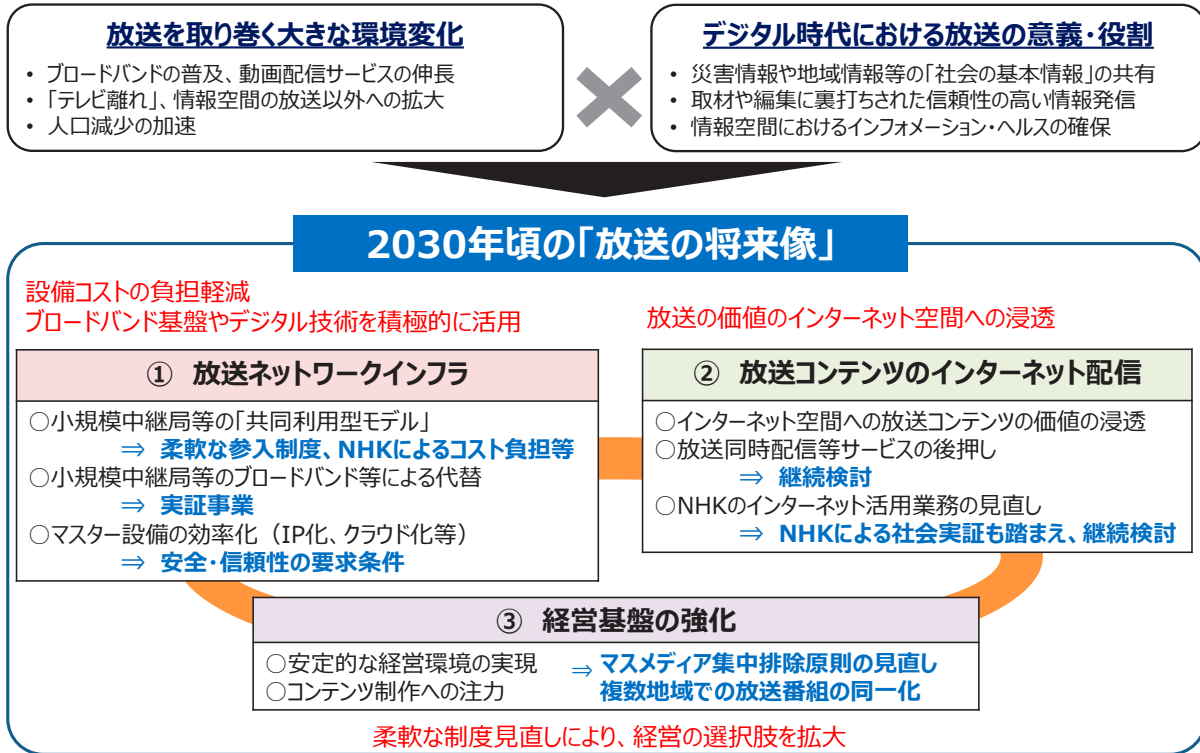 放送を取り巻く大きな環境変化
• ブロードバンドの普及、動画配信サービスの伸長
• 「テレビ離れ」、情報空間の放送以外への拡大
• 人口減少の加速
デジタル時代における放送の意義・役割
• 災害情報や地域情報等の「社会の基本情報」の共有
• 取材や編集に裏打ちされた信頼性の高い情報発信
• 情報空間におけるインフォメーション・ヘルスの確保
2030年頃の「放送の将来像」
設備コストの負担軽減
ブロードバンド基盤やデジタル技術を積極的に活用
① 放送ネットワークインフラ
○小規模中継局等の「共同利用型モデル」
⇒ 柔軟な参入制度、NHKによるコスト負担等
○小規模中継局等のブロードバンド等による代替
⇒ 実証事業
○マスター設備の効率化（IP化、クラウド化等）
⇒ 安全・信頼性の要求条件
放送の価値のインターネット空間への浸透
② 放送コンテンツのインターネット配信
○インターネット空間への放送コンテンツの価値の浸透
○放送同時配信等サービスの後押し
⇒ 継続検討
○NHKのインターネット活用業務の見直し
⇒ NHKによる社会実証も踏まえ、継続検討
③ 経営基盤の強化
○安定的な経営環境の実現 ⇒ マスメディア集中排除原則の見直し
○コンテンツ制作への注力 複数地域での放送番組の同一化
柔軟な制度見直しにより、経営の選択肢を拡大